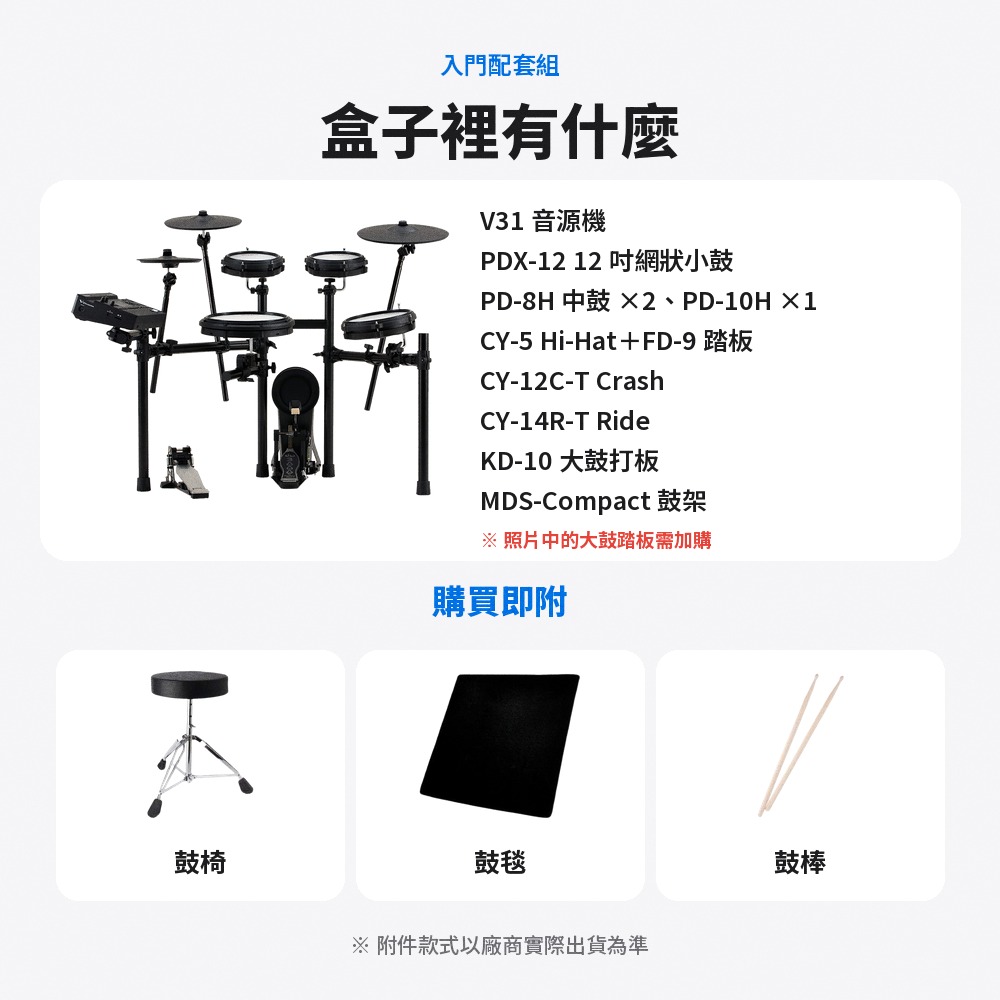 入門配套組
盒子裡有什麼
V31 音源機
PDX-12 12 吋網狀小鼓
PD-8H 中鼓 ×2、PD-10H ×1
CY-5 Hi-Hat＋FD-9 踏板
CY-12C-T Crash
CY-14R-T Ride
KD-10 大鼓打板
MDS-Compact 鼓架
※ 照片中的大鼓踏板需加購
購買即附
鼓椅
鼓毯
鼓棒
※ 附件款式以廠商實際出貨為準